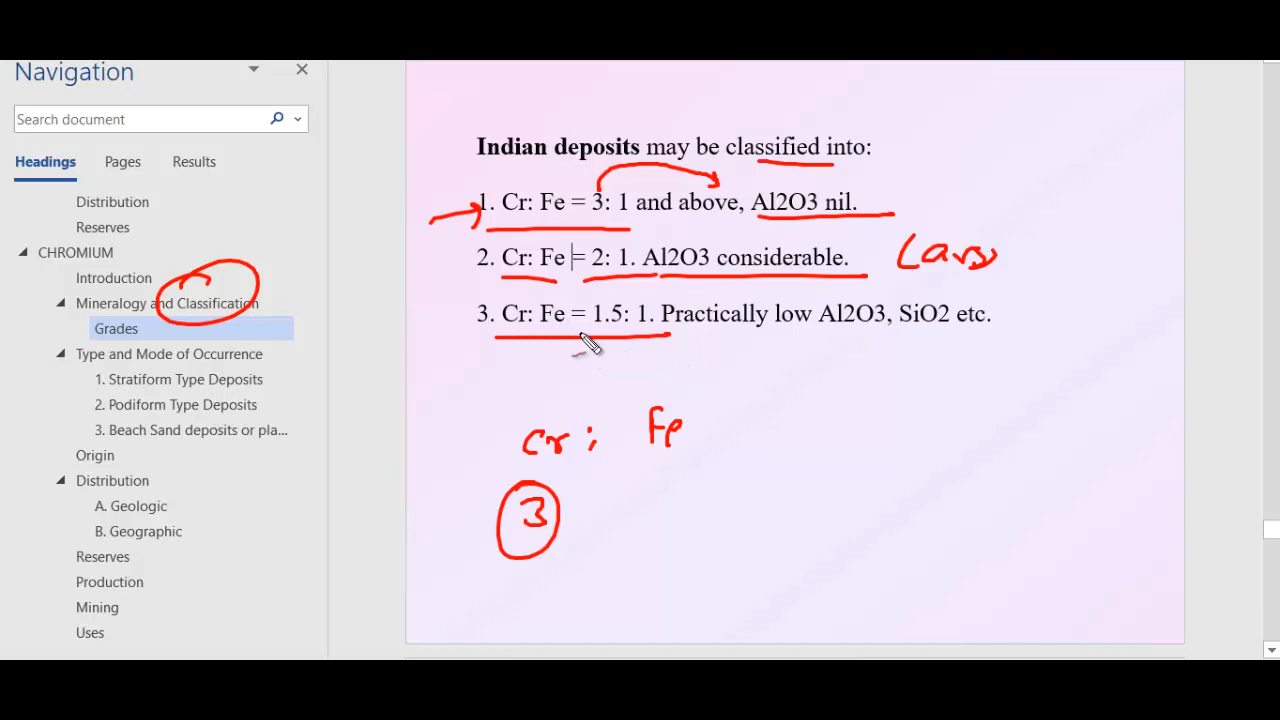 Navigation
Search document
Headings Pages Results
Distribution
Reserves
CHROMIUM
Introduction
Mineralogy and Classification
Grades
Type and Mode of Occurrence
1. Stratiform Type Deposits
2. Podiform Type Deposits
3. Beach Sand deposits or pla...
Origin
Distribution
A. Geologic
B. Geographic
Reserves
Production
Mining
Uses
Indian deposits may be classified into:
1. Cr: Fe = 3: 1 and above, Al2O3 nil.
2. Cr: Fe = 2: 1. Al2O3 considerable.
3. Cr: Fe = 1.5: 1. Practically low Al2O3, SiO2 etc.
Cr : Fe
3